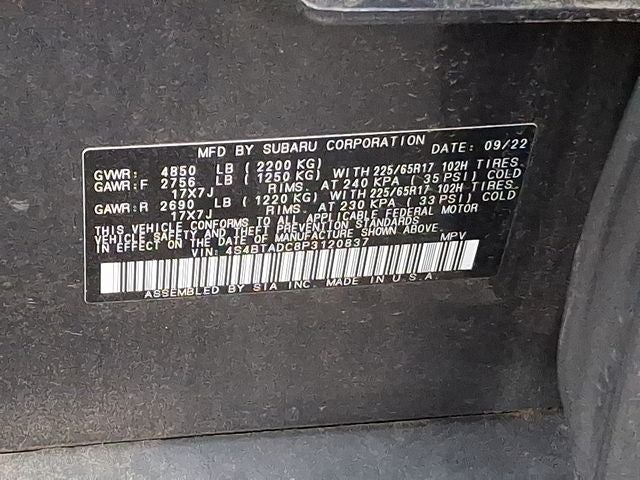 MFD BY SUBARU CORPORATION DATE: 09/22
GVWR: 4850 LB (2200 KG)
GAWR:F 2756 LB (1250 KG) WITH 225/65R17 102H TIRES.
17X7J RIMS. AT 240 KPA (35 PSI) COLD
GAWR:R 2690 LB (1220 KG) WITH 225/65R17 102H TIRES.
17X7J RIMS. AT 230 KPA (33 PSI) COLD
THIS VEHICLE CONFORMS TO ALL APPLICABLE FEDERAL MOTOR
VEHICLE SAFETY AND THEFT PREVENTION STANDARDS IN
EFFECT ON THE DATE OF MANUFACTURE SHOWN ABOVE.
VIN: 4S4BTADC8P3120837 MPV
ASSEMBLED BY SIA INC. MADE IN U.S.A.